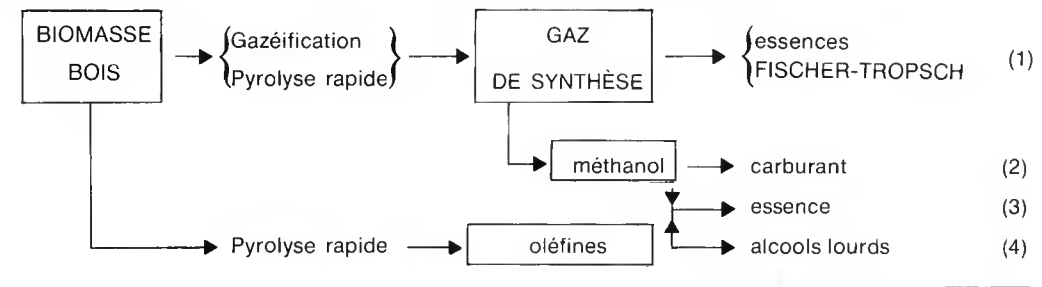 BIOMASSE
BOIS
Gazéification
Pyrolyse rapide
GAZ
DE SYNTHÈSE
essences
FISCHER-TROPSCH
(1)
méthanol
carburant
(2)
essence
(3)
Pyrolyse rapide
oléfines
alcools lourds
(4)